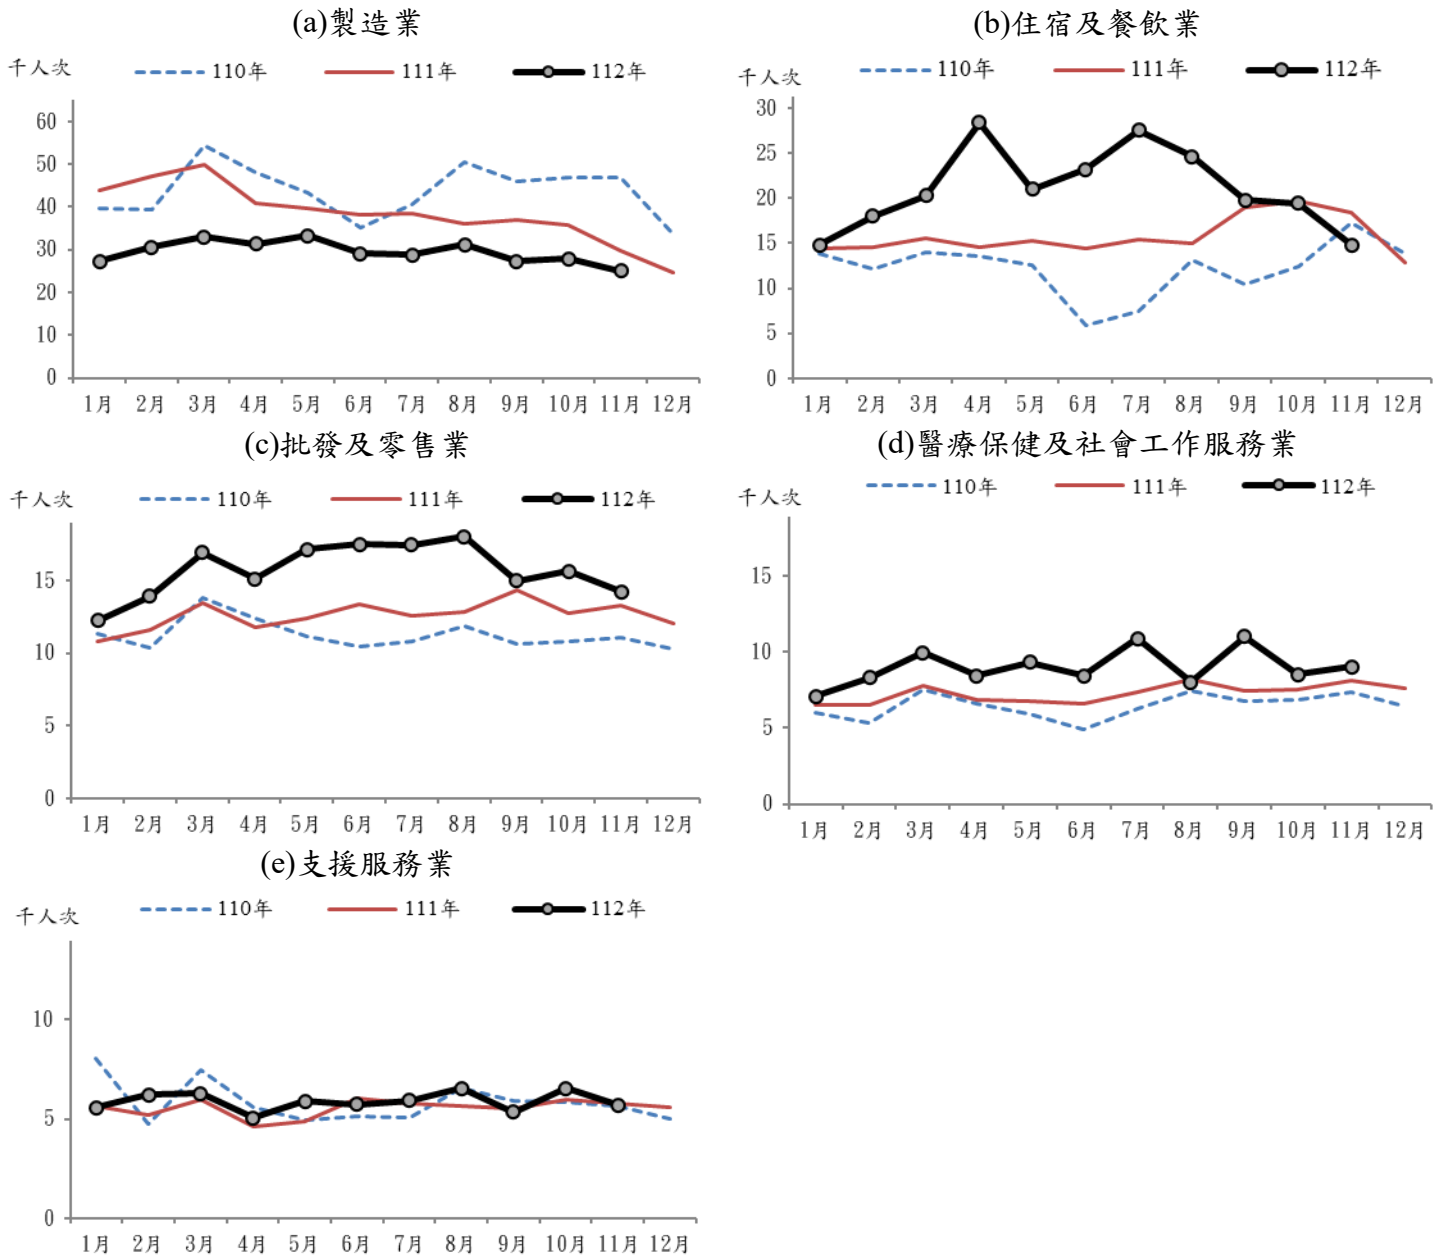 (a)製造業
千人次
110年
111年
112年
60
50
40
30
20
10
0
1月 2月 3月 4月 5月 6月 7月 8月 9月 10月 11月 12月
(b)住宿及餐飲業
千人次
110年
111年
112年
30
25
20
15
10
5
0
1月 2月 3月 4月 5月 6月 7月 8月 9月 10月 11月 12月
(c)批發及零售業
千人次
110年
111年
112年
15
10
5
0
1月 2月 3月 4月 5月 6月 7月 8月 9月 10月 11月 12月
(d)醫療保健及社會工作服務業
千人次
110年
111年
112年
15
10
5
0
1月 2月 3月 4月 5月 6月 7月 8月 9月 10月 11月 12月
(e)支援服務業
千人次
110年
111年
112年
10
5
0
1月 2月 3月 4月 5月 6月 7月 8月 9月 10月 11月 12月